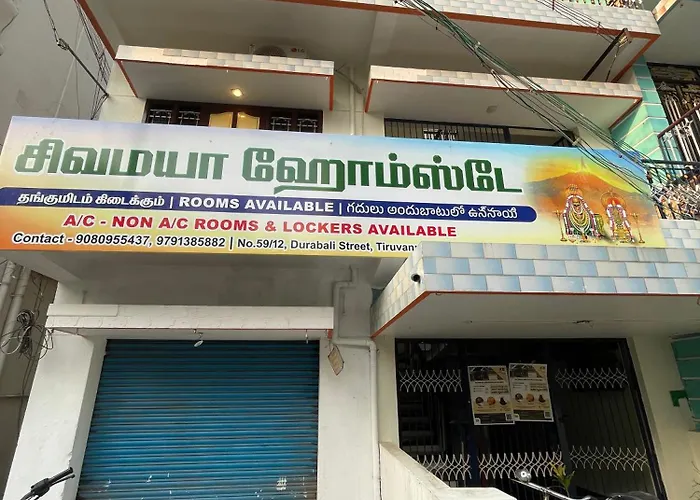 சிவமயா ஹோம்ஸ்டே
தங்குமிடம் கிடைக்கும் | ROOMS AVAILABLE | గదులు అందుబాటులో ఉన్నాయి
A/C - NON A/C ROOMS & LOCKERS AVAILABLE
Contact - 9080955437, 9791385882 | No.59/12, Durabali Street, Tiruvan